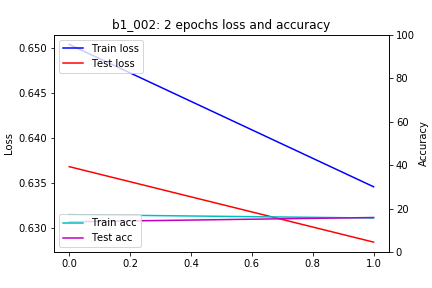 b1_002: 2 epochs loss and accuracy
0.650
0.645
0.640
0.635
0.630
Loss
Train loss
Test loss
Train acc
Test acc
100
80
60
40
20
0
Accuracy
0.0 0.2 0.4 0.6 0.8 1.0